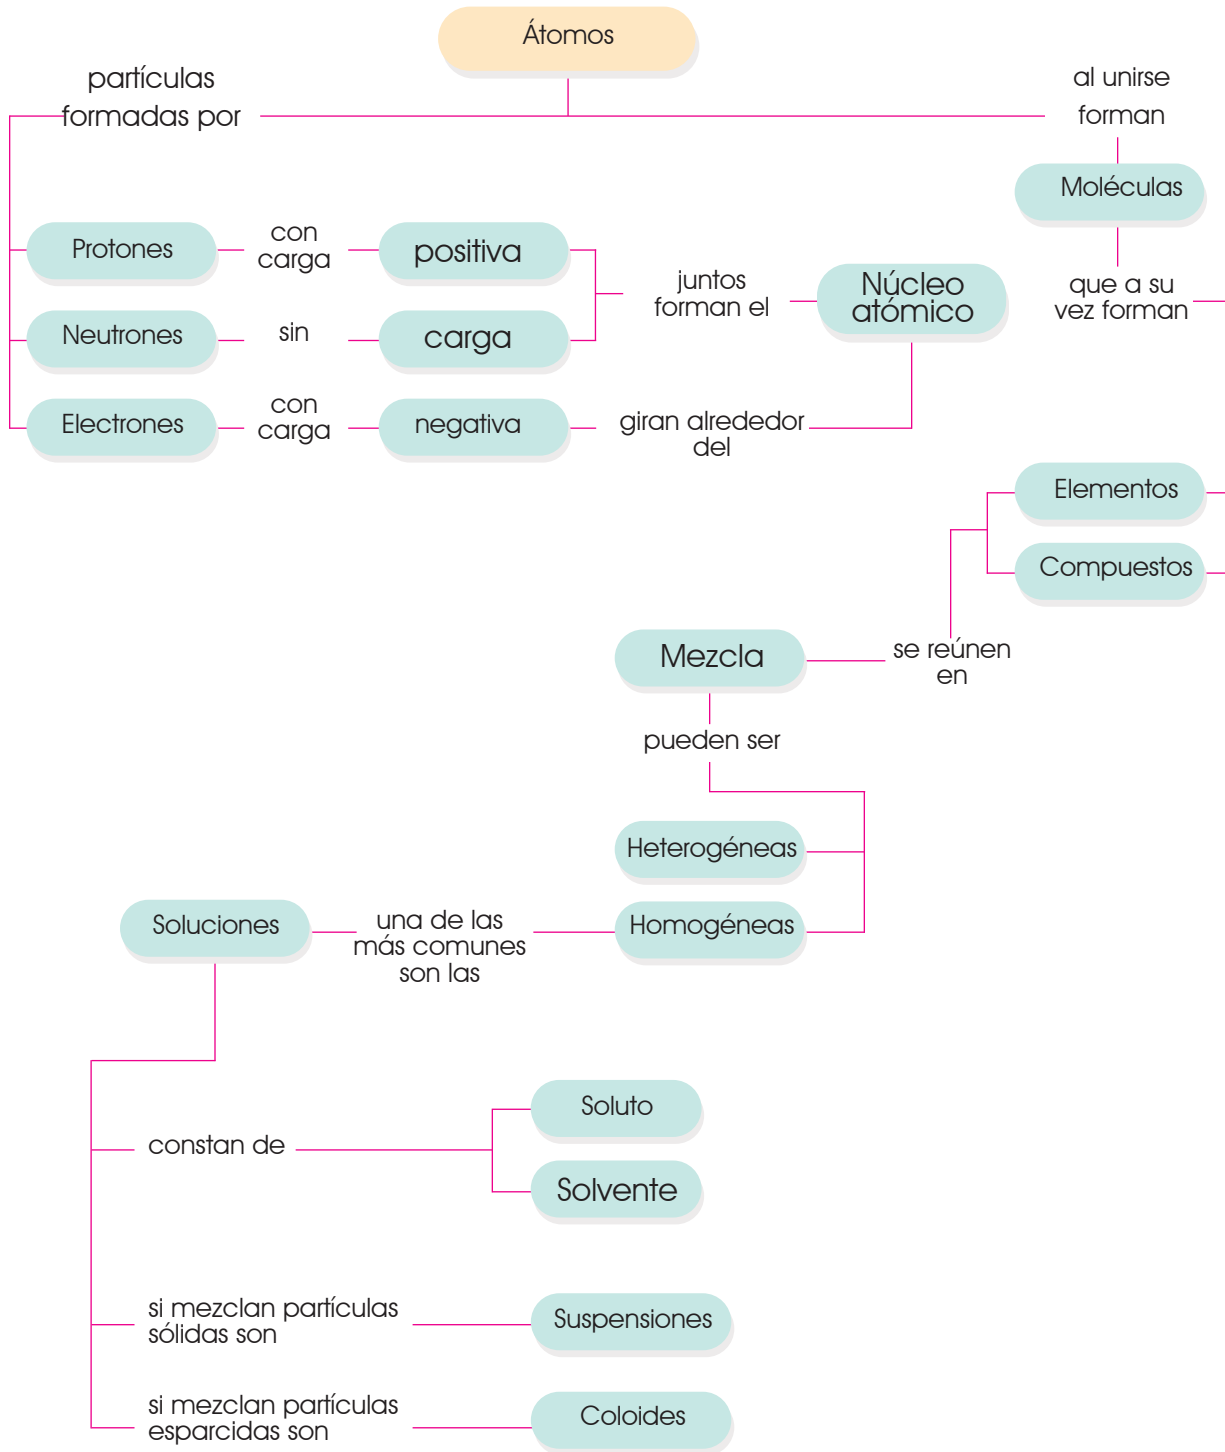 Átomos
partículas
formadas por
al unirse
forman
Moléculas
Protones
con
carga
positiva
juntos
forman el
Núcleo
atómico
que a su
vez forman
Neutrones
sin
carga
Electrones
con
carga
negativa
giran alrededor
del
Elementos
Compuestos
se reúnen
en
Mezcla
pueden ser
Heterogéneas
Homogéneas
una de las
más comunes
son las
Soluciones
constan de
Soluto
Solvente
si mezclan partículas
sólidas son
Suspensiones
si mezclan partículas
esparcidas son
Coloides